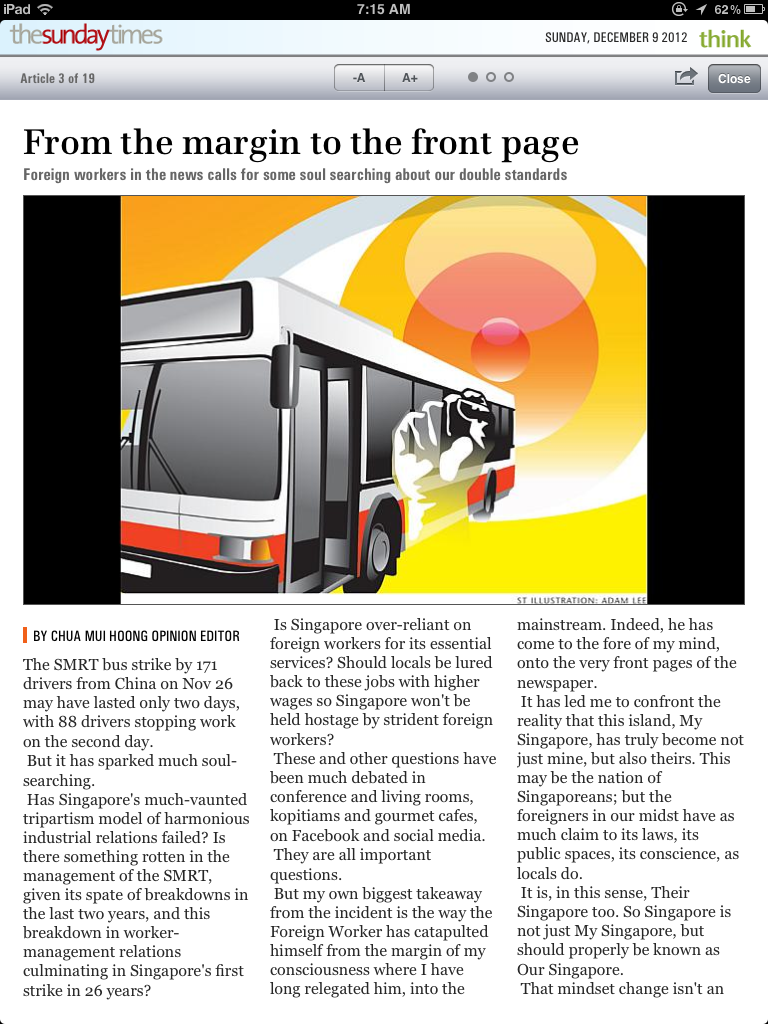 iPad
7:15 AM
62%
thesundaytimes
SUNDAY, DECEMBER 9 2012
think
Article 3 of 19
-A
A+
Close
From the margin to the front page
Foreign workers in the news calls for some soul searching about our double standards
ST ILLUSTRATION: ADAM LEE
BY CHUA MUI HOONG OPINION EDITOR
The SMRT bus strike by 171
drivers from China on Nov 26
may have lasted only two days,
with 88 drivers stopping work
on the second day.
But it has sparked much soul-
searching.
Has Singapore's much-vaunted
tripartism model of harmonious
industrial relations failed? Is
there something rotten in the
management of the SMRT,
given its spate of breakdowns in
the last two years, and this
breakdown in worker-
management relations
culminating in Singapore's first
strike in 26 years?
Is Singapore over-reliant on
foreign workers for its essential
services? Should locals be lured
back to these jobs with higher
wages so Singapore won't be
held hostage by strident foreign
workers?
These and other questions have
been much debated in
conference and living rooms,
kopitiams and gourmet cafes,
on Facebook and social media.
They are all important
questions.
But my own biggest takeaway
from the incident is the way the
Foreign Worker has catapulted
himself from the margin of my
consciousness where I have
long relegated him, into the
mainstream. Indeed, he has
come to the fore of my mind,
onto the very front pages of the
newspaper.
It has led me to confront the
reality that this island, My
Singapore, has truly become not
just mine, but also theirs. This
may be the nation of
Singaporeans; but the
foreigners in our midst have as
much claim to its laws, its
public spaces, its conscience, as
locals do.
It is, in this sense, Their
Singapore too. So Singapore is
not just My Singapore, but
should properly be known as
Our Singapore.
That mindset change isn't an